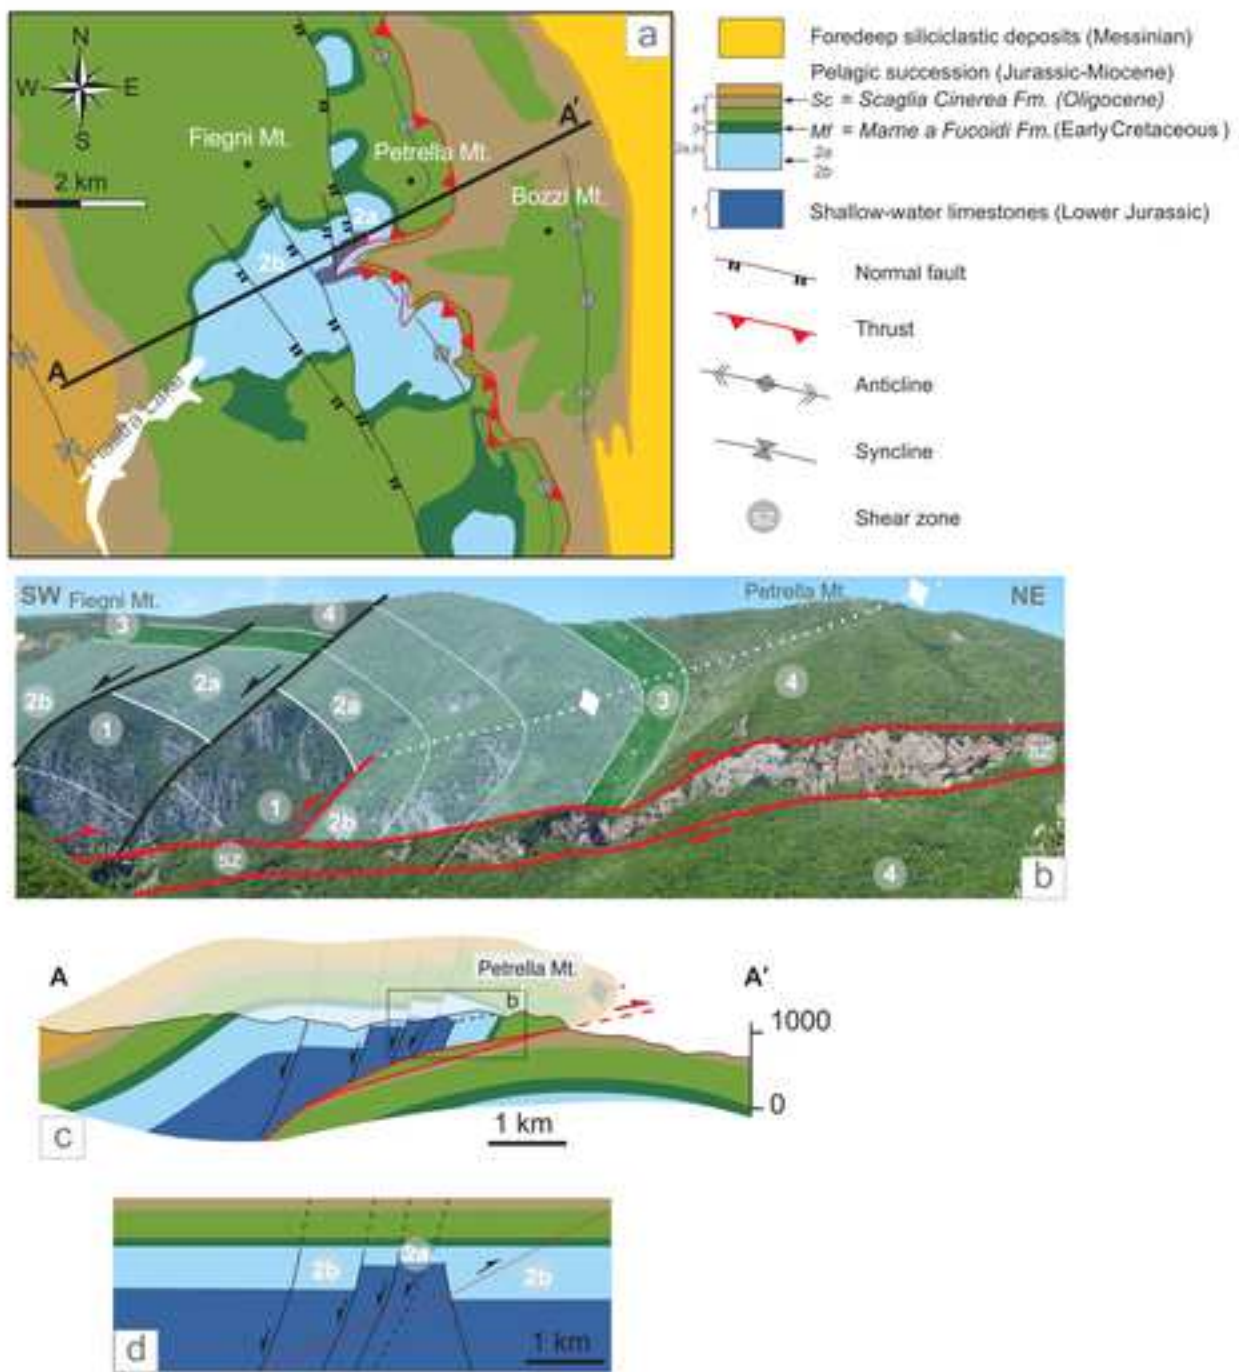 a
N
W
E
S
2 km
Fiegni Mt.
Petrella Mt.
A'
Bozzi Mt.
2a
2b
A
Foredeep siliciclastic deposits (Messinian)
Pelagic succession (Jurassic-Miocene)
Sc = Scaglia Cinerea Fm. (Oligocene)
Mf = Marne a Fucoidi Fm. (Early Cretaceous)
2a
2b
Shallow-water limestones (Lower Jurassic)
Normal fault
Thrust
Anticline
Syncline
SZ
Shear zone
SW
Fiegni Mt.
Petrella Mt.
NE
3
4
2a
2b
1
2a
3
4
1
2b
SZ
4
b
A
Petrella Mt.
A'
b
1000
0
1 km
c
2b
2a
2b
1 km
d